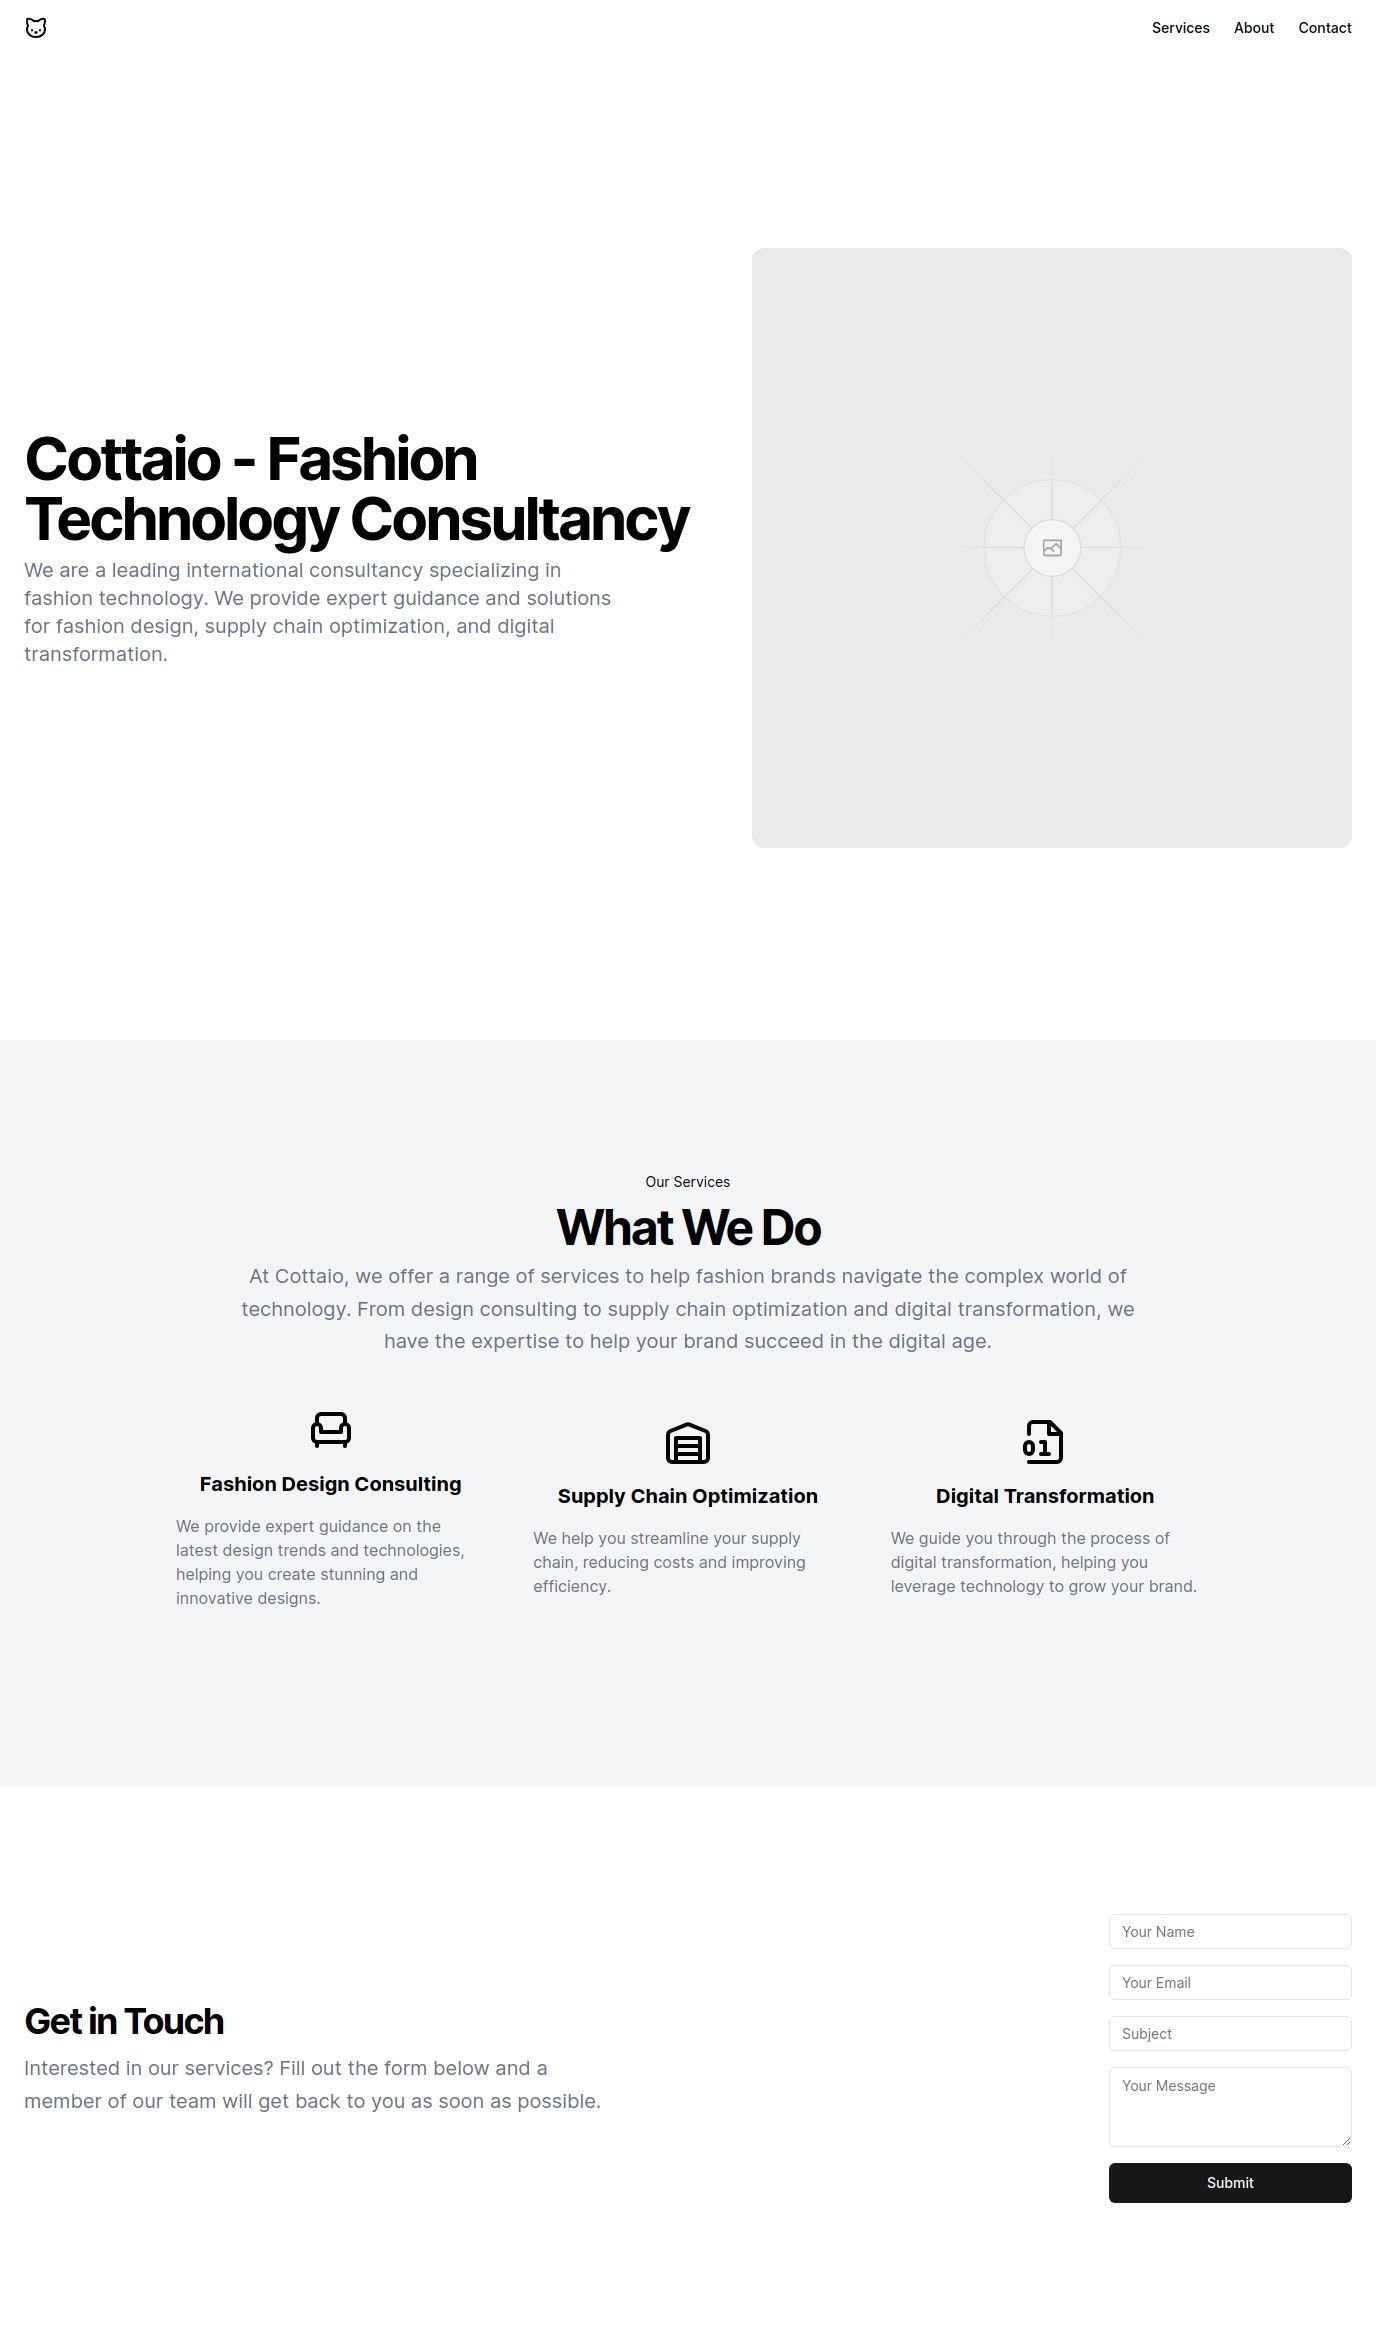 Services About Contact
Cottaio - Fashion
Technology Consultancy
We are a leading international consultancy specializing in
fashion technology. We provide expert guidance and solutions
for fashion design, supply chain optimization, and digital
transformation.
Our Services
What We Do
At Cottaio, we offer a range of services to help fashion brands navigate the complex world of
technology. From design consulting to supply chain optimization and digital transformation, we
have the expertise to help your brand succeed in the digital age.
Fashion Design Consulting
We provide expert guidance on the
latest design trends and technologies,
helping you create stunning and
innovative designs.
Supply Chain Optimization
We help you streamline your supply
chain, reducing costs and improving
efficiency.
01
Digital Transformation
We guide you through the process of
digital transformation, helping you
leverage technology to grow your brand.
Get in Touch
Interested in our services? Fill out the form below and a
member of our team will get back to you as soon as possible.
Your Name
Your Email
Subject
Your Message
Submit